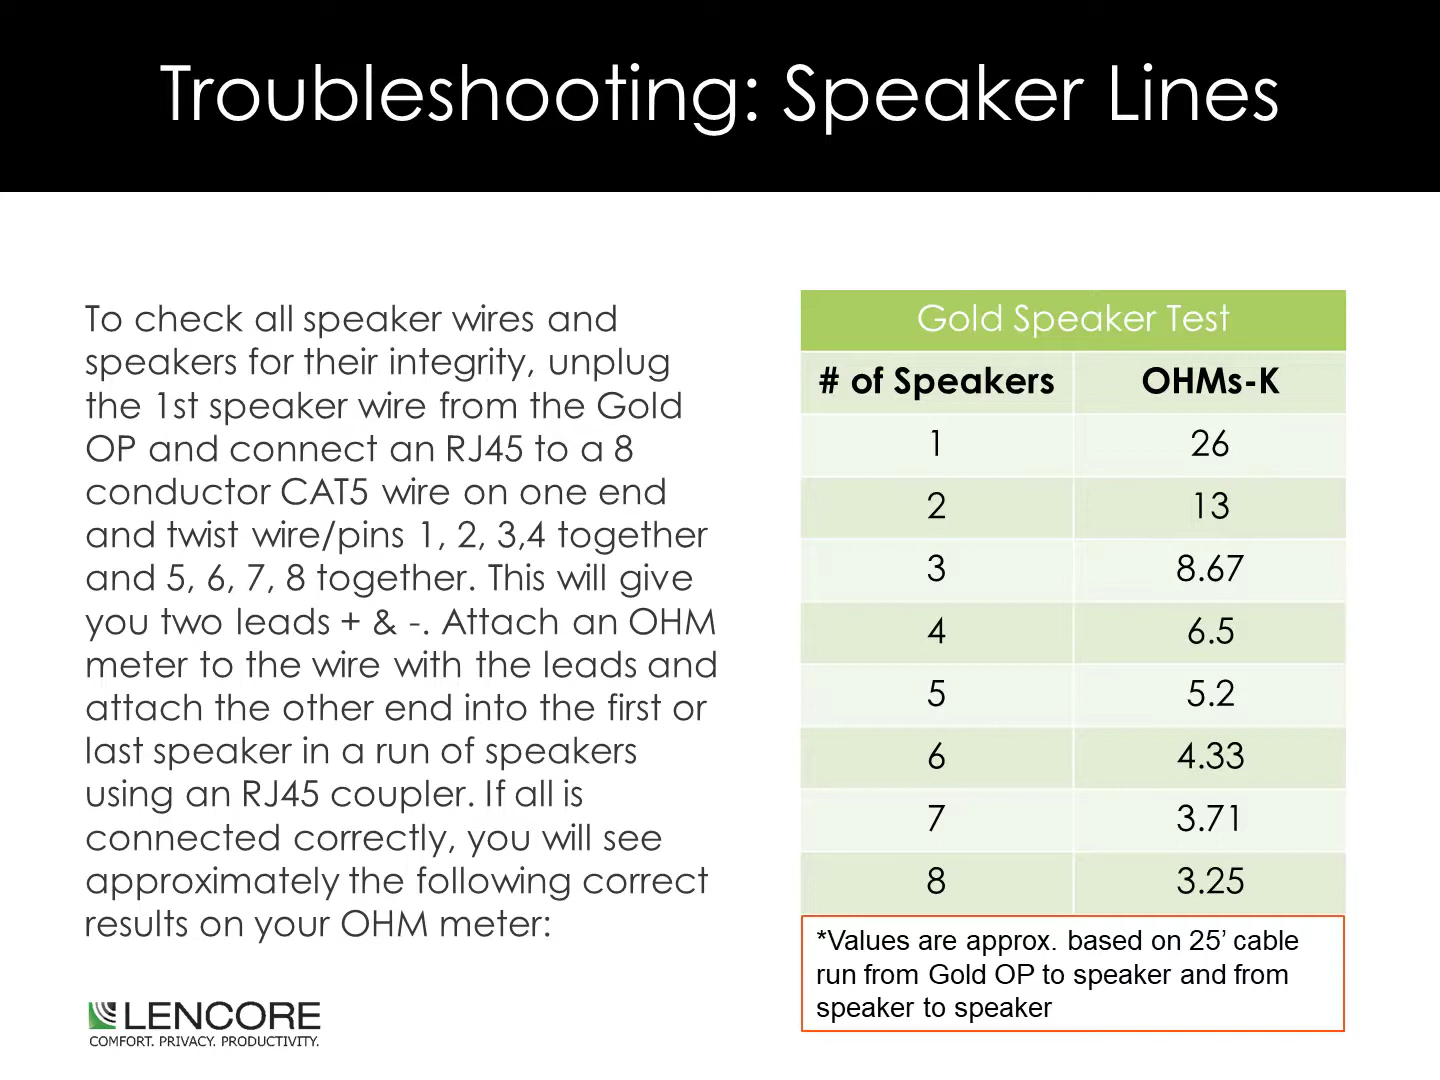 Troubleshooting: Speaker Lines
To check all speaker wires and
speakers for their integrity, unplug
the 1st speaker wire from the Gold
OP and connect an RJ45 to a 8
conductor CAT5 wire on one end
and twist wire/pins 1, 2, 3,4 together
and 5, 6, 7, 8 together. This will give
you two leads + & -. Attach an OHM
meter to the wire with the leads and
attach the other end into the first or
last speaker in a run of speakers
using an RJ45 coupler. If all is
connected correctly, you will see
approximately the following correct
results on your OHM meter:
Gold Speaker Test
# of Speakers OHMs-K
1 26
2 13
3 8.67
4 6.5
5 5.2
6 4.33
7 3.71
8 3.25
*Values are approx. based on 25’ cable
run from Gold OP to speaker and from
speaker to speaker
LENCORE
COMFORT. PRIVACY. PRODUCTIVITY.